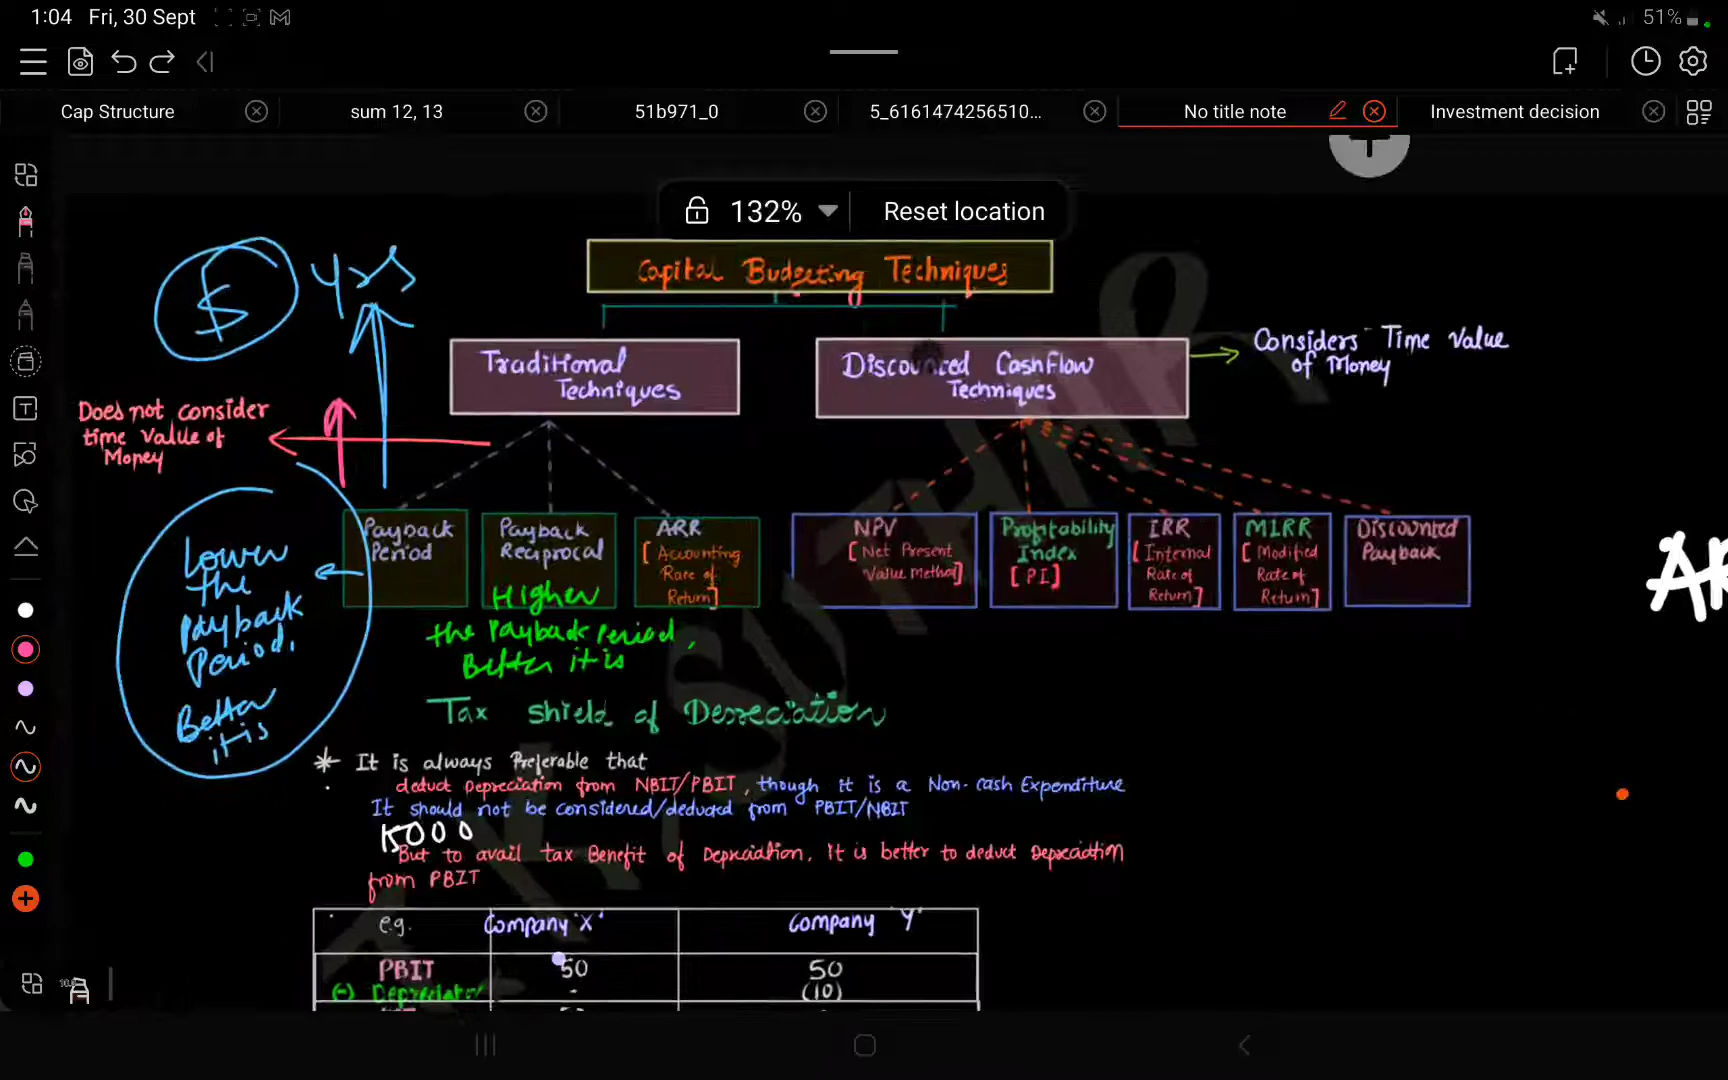 1:04 Fri, 30 Sept
51%
Cap Structure
sum 12, 13
51b971_0
5_6161474256510...
No title note
Investment decision
132%
Reset location
Capital Budgeting Techniques
$ Yrs
Traditional
Techniques
Discounted Cashflow
Techniques
Considers Time Value
of Money
Does not consider
time value of
Money
Payback
Period
Payback
Reciprocal
ARR
[ Accounting
Rate of
Return]
NPV
[ Net Present
Value Method]
Profitability
Index
[ PI ]
IRR
[ Internal
Rate of
Return]
MIRR
[ Modified
Rate of
Return]
Discounted
Payback
Lower
the
Payback
Period,
Better
it is
Higher
the Payback Period,
Better it is
Tax Shield of Depreciation
* It is always Preferable that
deduct depreciation from NBIT/PBIT, though it is a Non-cash Expenditure
It should not be considered/deducted from PBIT/NBIT
But to avail tax Benefit of Depreciation, It is better to deduct Depreciation
from PBIT
e.g. Company 'X' Company 'Y'
PBIT 50 50
(-) Depreciation - (10)